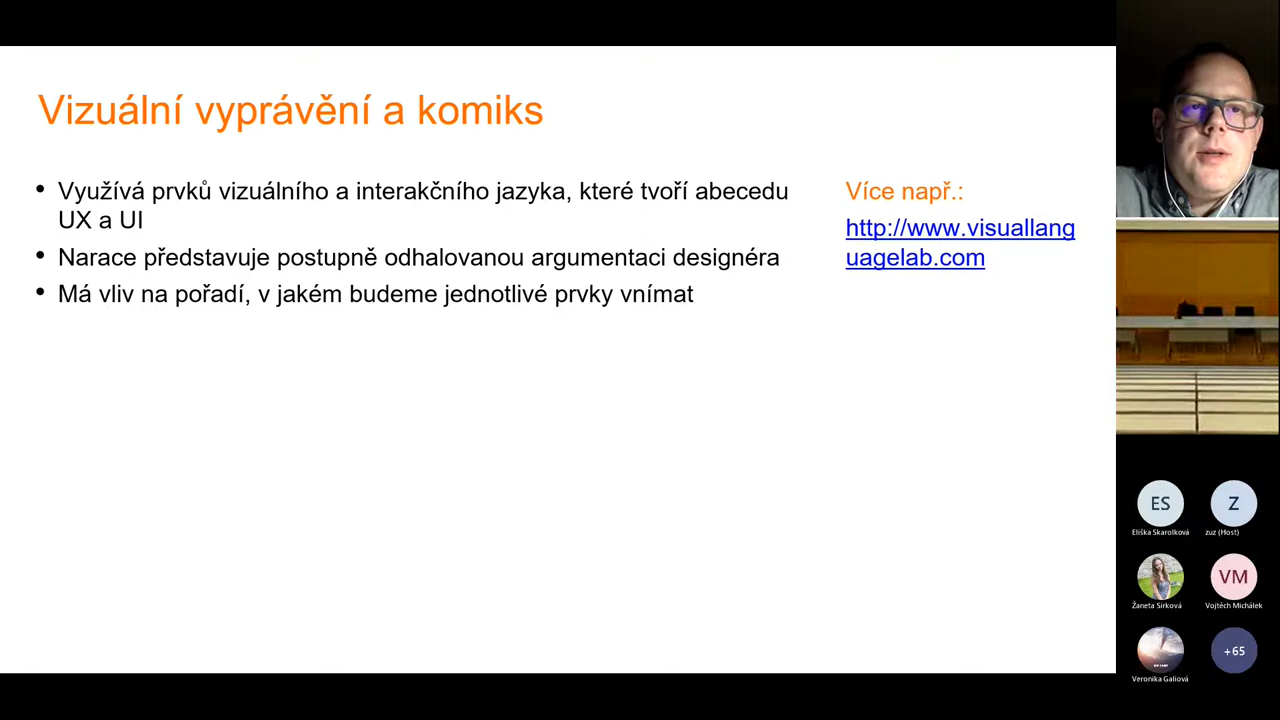 Vizuální vyprávění a komiks
• Využívá prvků vizuálního a interakčního jazyka, které tvoří abecedu
UX a UI
• Narace představuje postupně odhalovanou argumentaci designéra
• Má vliv na pořadí, v jakém budeme jednotlivé prvky vnímat
Více např.:
http://www.visuallang
uagelab.com
ES
Z
Eliška Skarolková
zuz (Host)
VM
Žaneta Sirková
Vojtěch Michálek
+65
Veronika Galiová